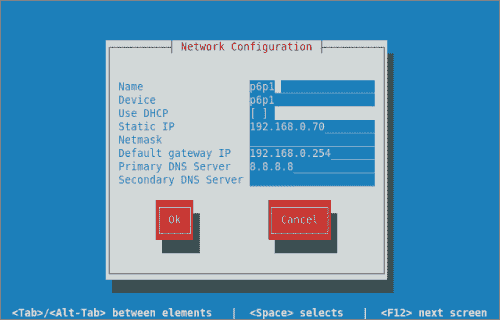 Network Configuration
Name p6p1
Device p6p1
Use DHCP [ ]
Static IP 192.168.0.70
Netmask
Default gateway IP 192.168.0.254
Primary DNS Server 8.8.8.8
Secondary DNS Server
Ok Cancel
<Tab>/<Alt-Tab> between elements | <Space> selects | <F12> next screen